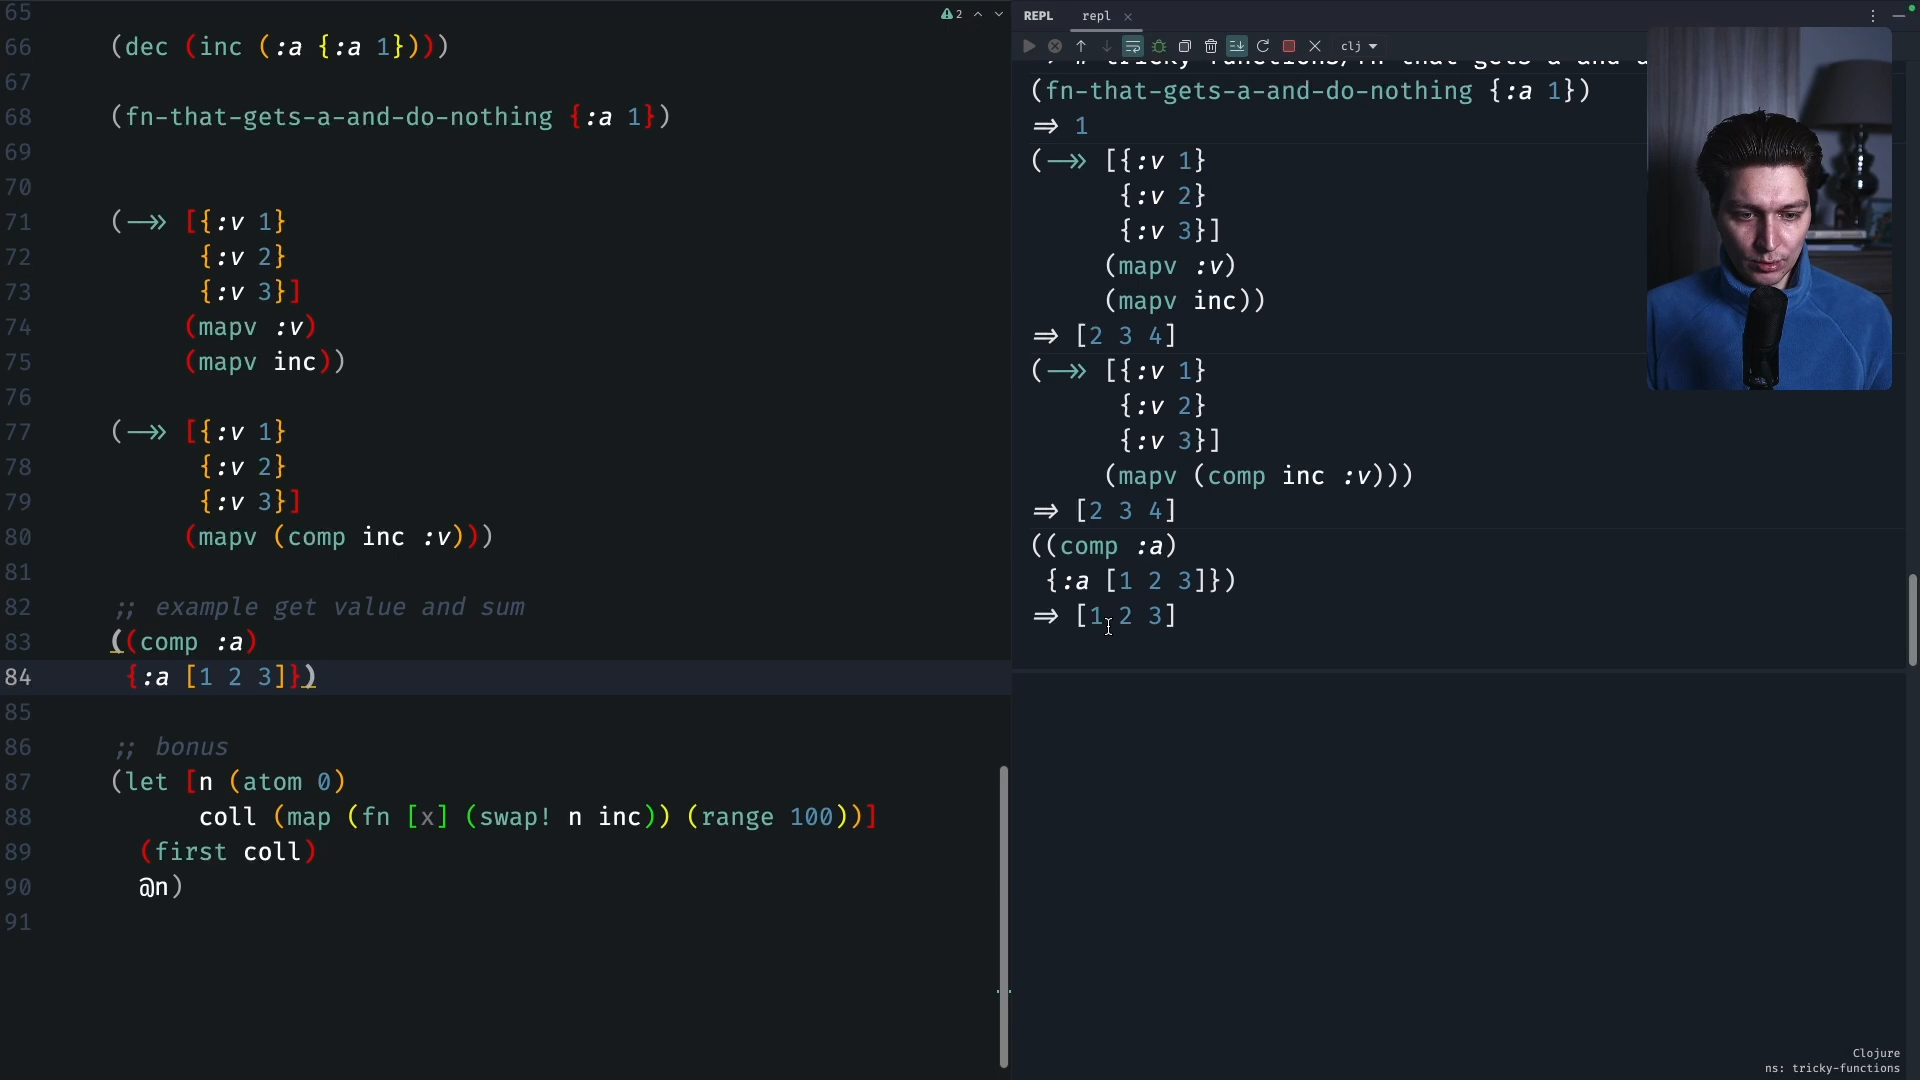 65
66 (dec (inc (:a {:a 1})))
67
68 (fn-that-gets-a-and-do-nothing {:a 1})
69
70
71 (->> [{:v 1}
72 {:v 2}
73 {:v 3}]
74 (mapv :v)
75 (mapv inc))
76
77 (->> [{:v 1}
78 {:v 2}
79 {:v 3}]
80 (mapv (comp inc :v)))
81
82 ;; example get value and sum
83 ((comp :a)
84 {:a [1 2 3]})
85
86 ;; bonus
87 (let [n (atom 0)
88 coll (map (fn [x] (swap! n inc)) (range 100))]
89 (first coll)
90 @n)
91
2
REPL repl
clj
(fn-that-gets-a-and-do-nothing {:a 1})
=> 1
(->> [{:v 1}
{:v 2}
{:v 3}]
(mapv :v)
(mapv inc))
=> [2 3 4]
(->> [{:v 1}
{:v 2}
{:v 3}]
(mapv (comp inc :v)))
=> [2 3 4]
((comp :a)
{:a [1 2 3]})
=> [1 2 3]
Clojure
ns: tricky-functions